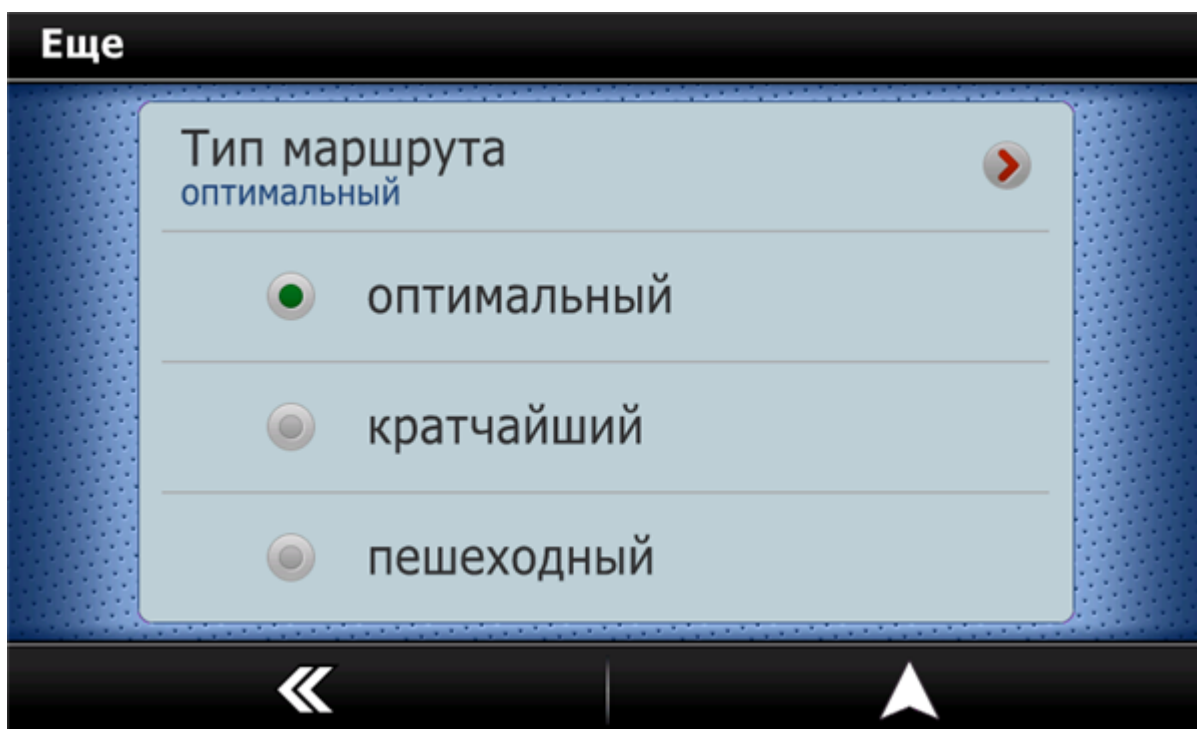 Еще
Тип маршрута
оптимальный
оптимальный
кратчайший
пешеходный